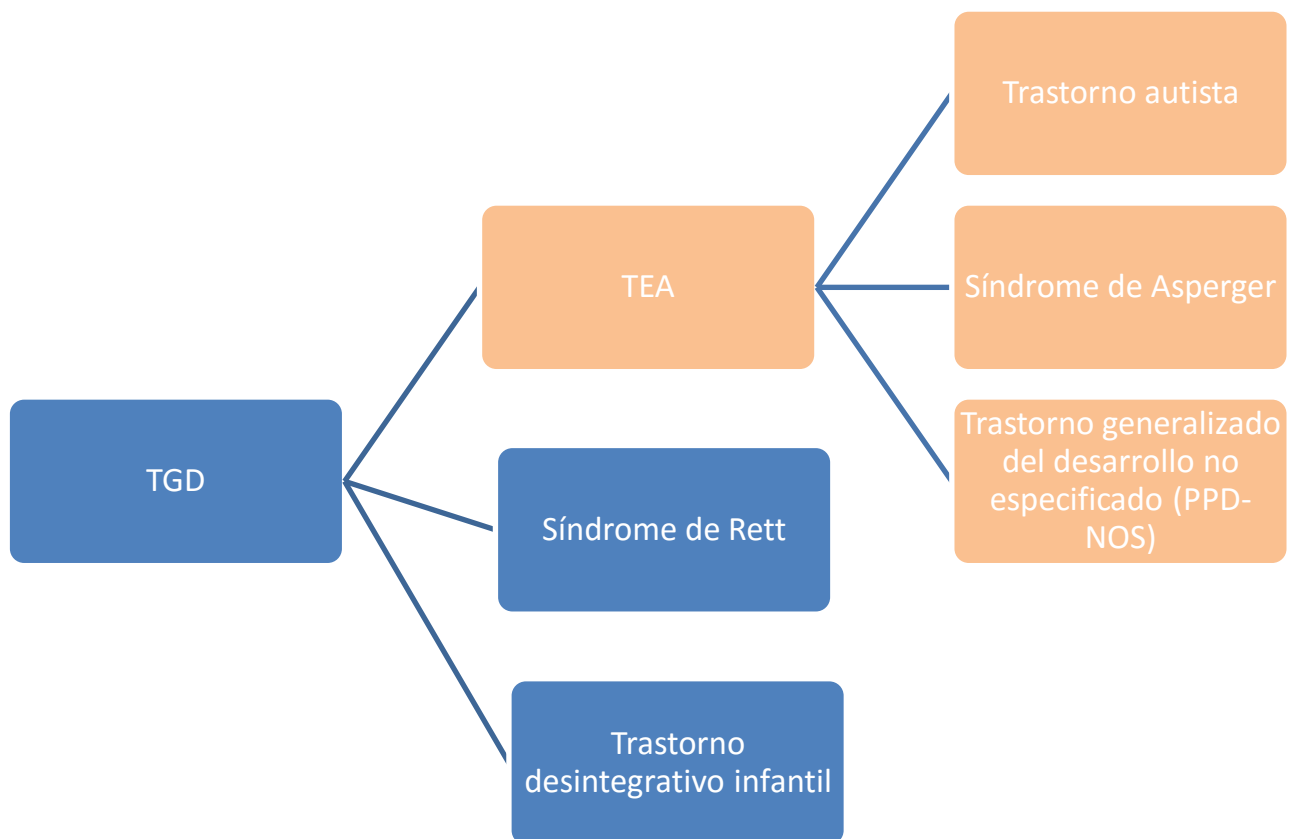 Trastorno autista
TEA
Síndrome de Asperger
TGD
Trastorno generalizado
del desarrollo no
especificado (PPD-
NOS)
Síndrome de Rett
Trastorno
desintegrativo infantil